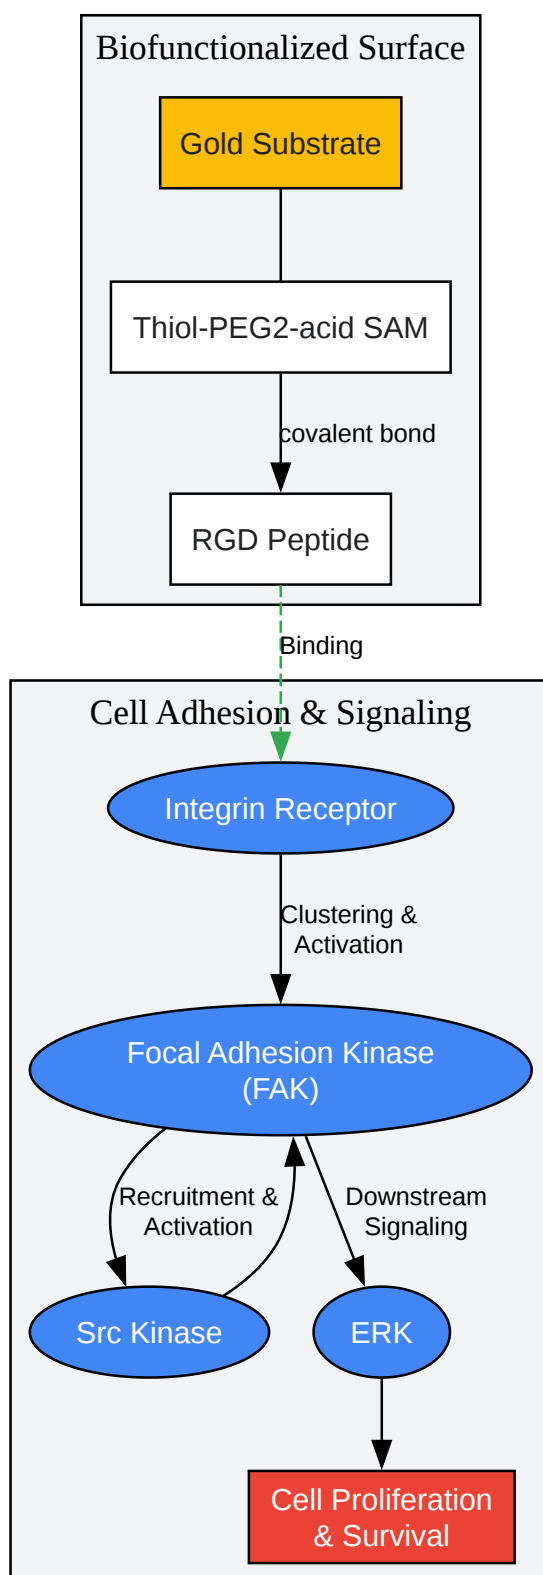 Biofunctionalized Surface
Gold Substrate
Thiol-PEG2-acid SAM
covalent bond
RGD Peptide
Binding
Cell Adhesion & Signaling
Integrin Receptor
Clustering &
Activation
Focal Adhesion Kinase
(FAK)
Recruitment &
Activation
Downstream
Signaling
Src Kinase
ERK
Cell Proliferation
& Survival